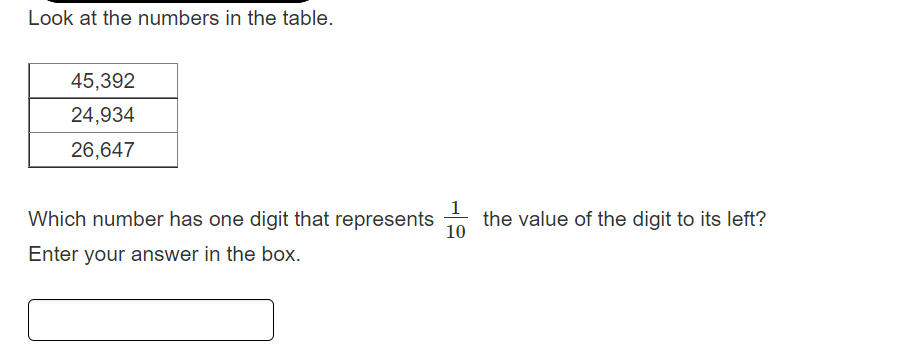 Look at the numbers in the table.
45,392
24,934
26,647
Which number has one digit that represents 1/10 the value of the digit to its left?
Enter your answer in the box.